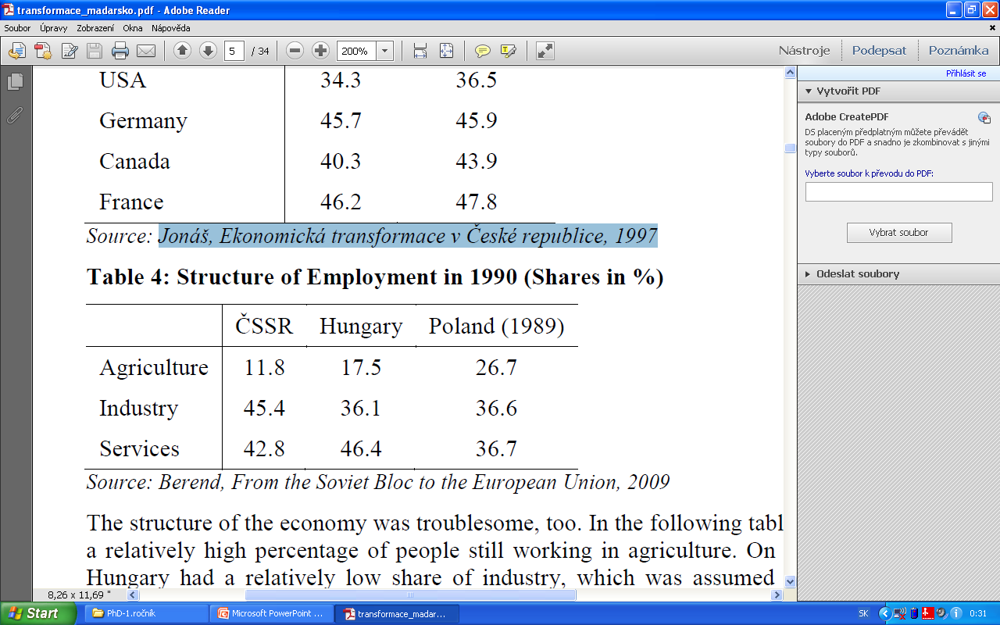 transformace_madarsko.pdf - Adobe Reader
Soubor Úpravy Zobrazení Okna Nápověda
5 / 34 200% Nástroje Podepsat Poznámka
Přihlásit se
Vytvořit PDF
Adobe CreatePDF
DS placeným předplatným můžete převádět
soubory do PDF a snadno je zkombinovat s jinými
typy souborů.
Vyberte soubor k převodu do PDF:
Vybrat soubor
Odeslat soubory
USA 34.3 36.5
Germany 45.7 45.9
Canada 40.3 43.9
France 46.2 47.8
Source: Jonáš, Ekonomická transformace v České republice, 1997
Table 4: Structure of Employment in 1990 (Shares in %)
ČSSR Hungary Poland (1989)
Agriculture 11.8 17.5 26.7
Industry 45.4 36.1 36.6
Services 42.8 46.4 36.7
Source: Berend, From the Soviet Bloc to the European Union, 2009
The structure of the economy was troublesome, too. In the following tabl
a relatively high percentage of people still working in agriculture. On
Hungary had a relatively low share of industry, which was assumed
8,26 x 11,69 "
Start PhD-1.ročník Microsoft PowerPoint ... transformace_madar... SK 0:31